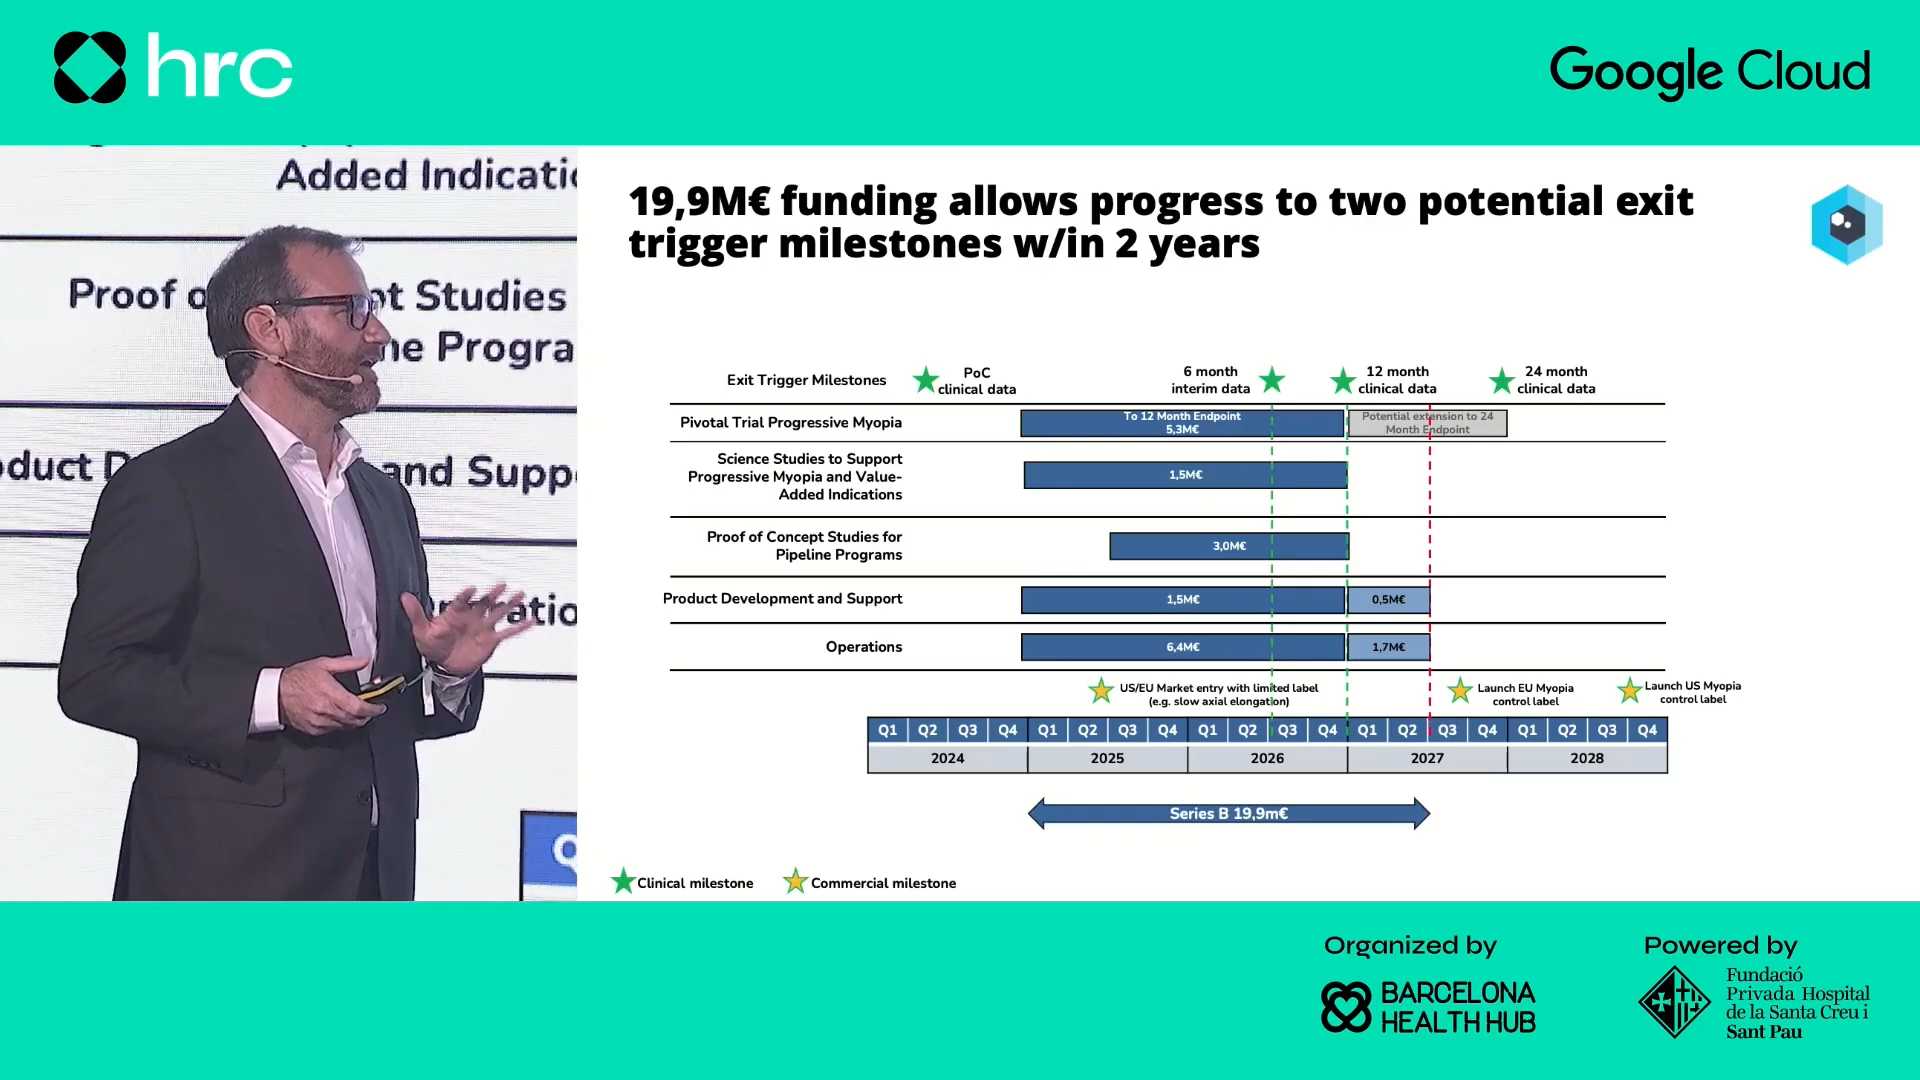 hrc
Google Cloud
Added Indicatio
Proof o pt Studies
ne Progra
oduct D and Suppo
ratio
Q
19,9M€ funding allows progress to two potential exit
trigger milestones w/in 2 years
Exit Trigger Milestones
PoC
clinical data
6 month
interim data
12 month
clinical data
24 month
clinical data
Pivotal Trial Progressive Myopia
To 12 Month Endpoint
5,3M€
Potential extension to 24
Month Endpoint
Science Studies to Support
Progressive Myopia and Value-
Added Indications
1,5M€
Proof of Concept Studies for
Pipeline Programs
3,0M€
Product Development and Support
1,5M€
0,5M€
Operations
6,4M€
1,7M€
US/EU Market entry with limited label
(e.g. slow axial elongation)
Launch EU Myopia
control label
Launch US Myopia
control label
Q1 Q2 Q3 Q4 Q1 Q2 Q3 Q4 Q1 Q2 Q3 Q4 Q1 Q2 Q3 Q4 Q1 Q2 Q3 Q4
2024 2025 2026 2027 2028
Series B 19,9m€
Clinical milestone
Commercial milestone
Organized by
BARCELONA
HEALTH HUB
Powered by
Fundació
Privada Hospital
de la Santa Creu i
Sant Pau